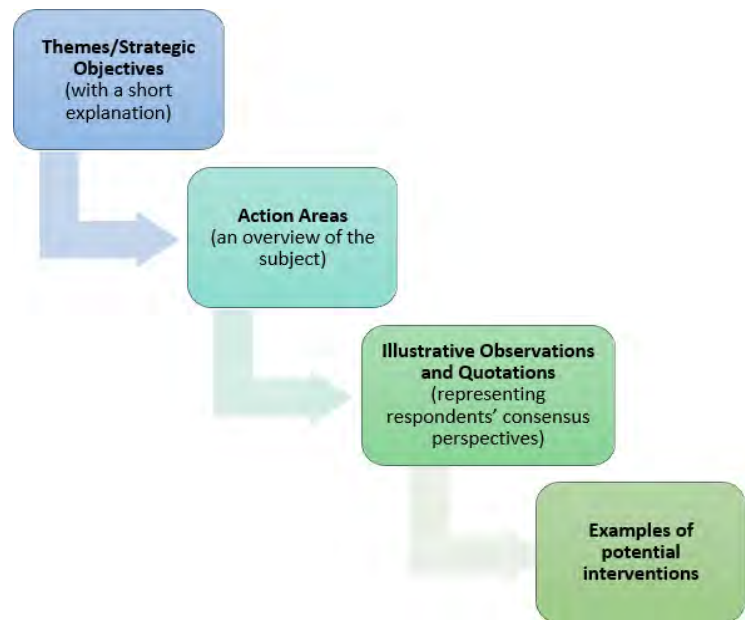 Themes/Strategic
Objectives
(with a short
explanation)
Action Areas
(an overview of the
subject)
Illustrative Observations
and Quotations
(representing
respondents’ consensus
perspectives)
Examples of
potential
interventions